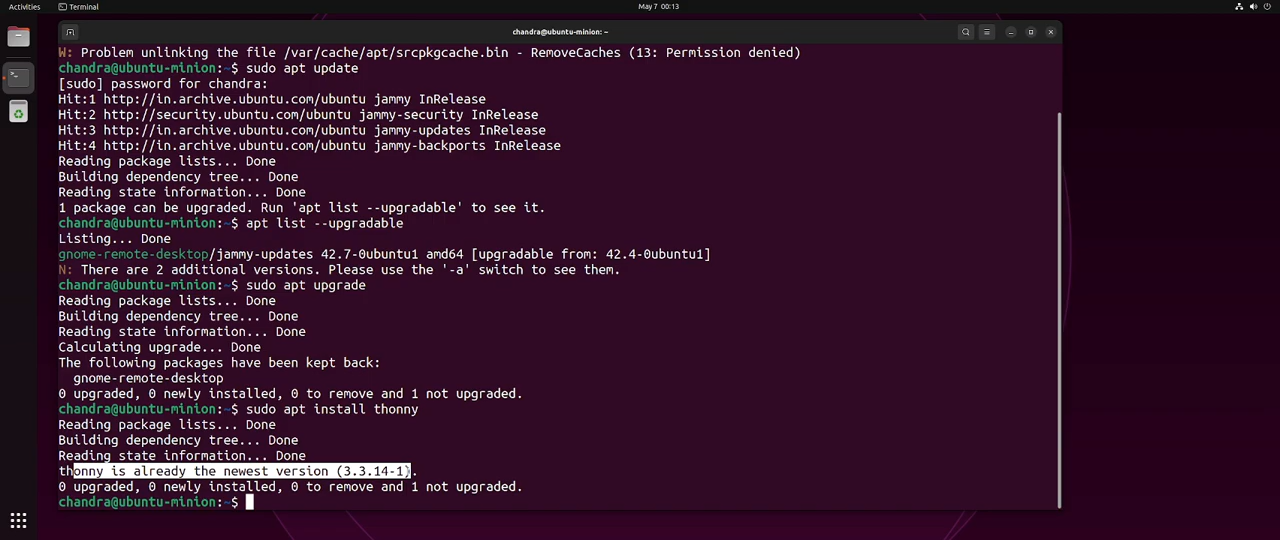 Activities
Terminal
May 7 00:13
chandra@ubuntu-minion: ~
W: Problem unlinking the file /var/cache/apt/srcpkgcache.bin - RemoveCaches (13: Permission denied)
chandra@ubuntu-minion:~$ sudo apt update
[sudo] password for chandra:
Hit:1 http://in.archive.ubuntu.com/ubuntu jammy InRelease
Hit:2 http://security.ubuntu.com/ubuntu jammy-security InRelease
Hit:3 http://in.archive.ubuntu.com/ubuntu jammy-updates InRelease
Hit:4 http://in.archive.ubuntu.com/ubuntu jammy-backports InRelease
Reading package lists... Done
Building dependency tree... Done
Reading state information... Done
1 package can be upgraded. Run 'apt list --upgradable' to see it.
chandra@ubuntu-minion:~$ apt list --upgradable
Listing... Done
gnome-remote-desktop/jammy-updates 42.7-0ubuntu1 amd64 [upgradable from: 42.4-0ubuntu1]
N: There are 2 additional versions. Please use the '-a' switch to see them.
chandra@ubuntu-minion:~$ sudo apt upgrade
Reading package lists... Done
Building dependency tree... Done
Reading state information... Done
Calculating upgrade... Done
The following packages have been kept back:
  gnome-remote-desktop
0 upgraded, 0 newly installed, 0 to remove and 1 not upgraded.
chandra@ubuntu-minion:~$ sudo apt install thonny
Reading package lists... Done
Building dependency tree... Done
Reading state information... Done
thonny is already the newest version (3.3.14-1).
0 upgraded, 0 newly installed, 0 to remove and 1 not upgraded.
chandra@ubuntu-minion:~$